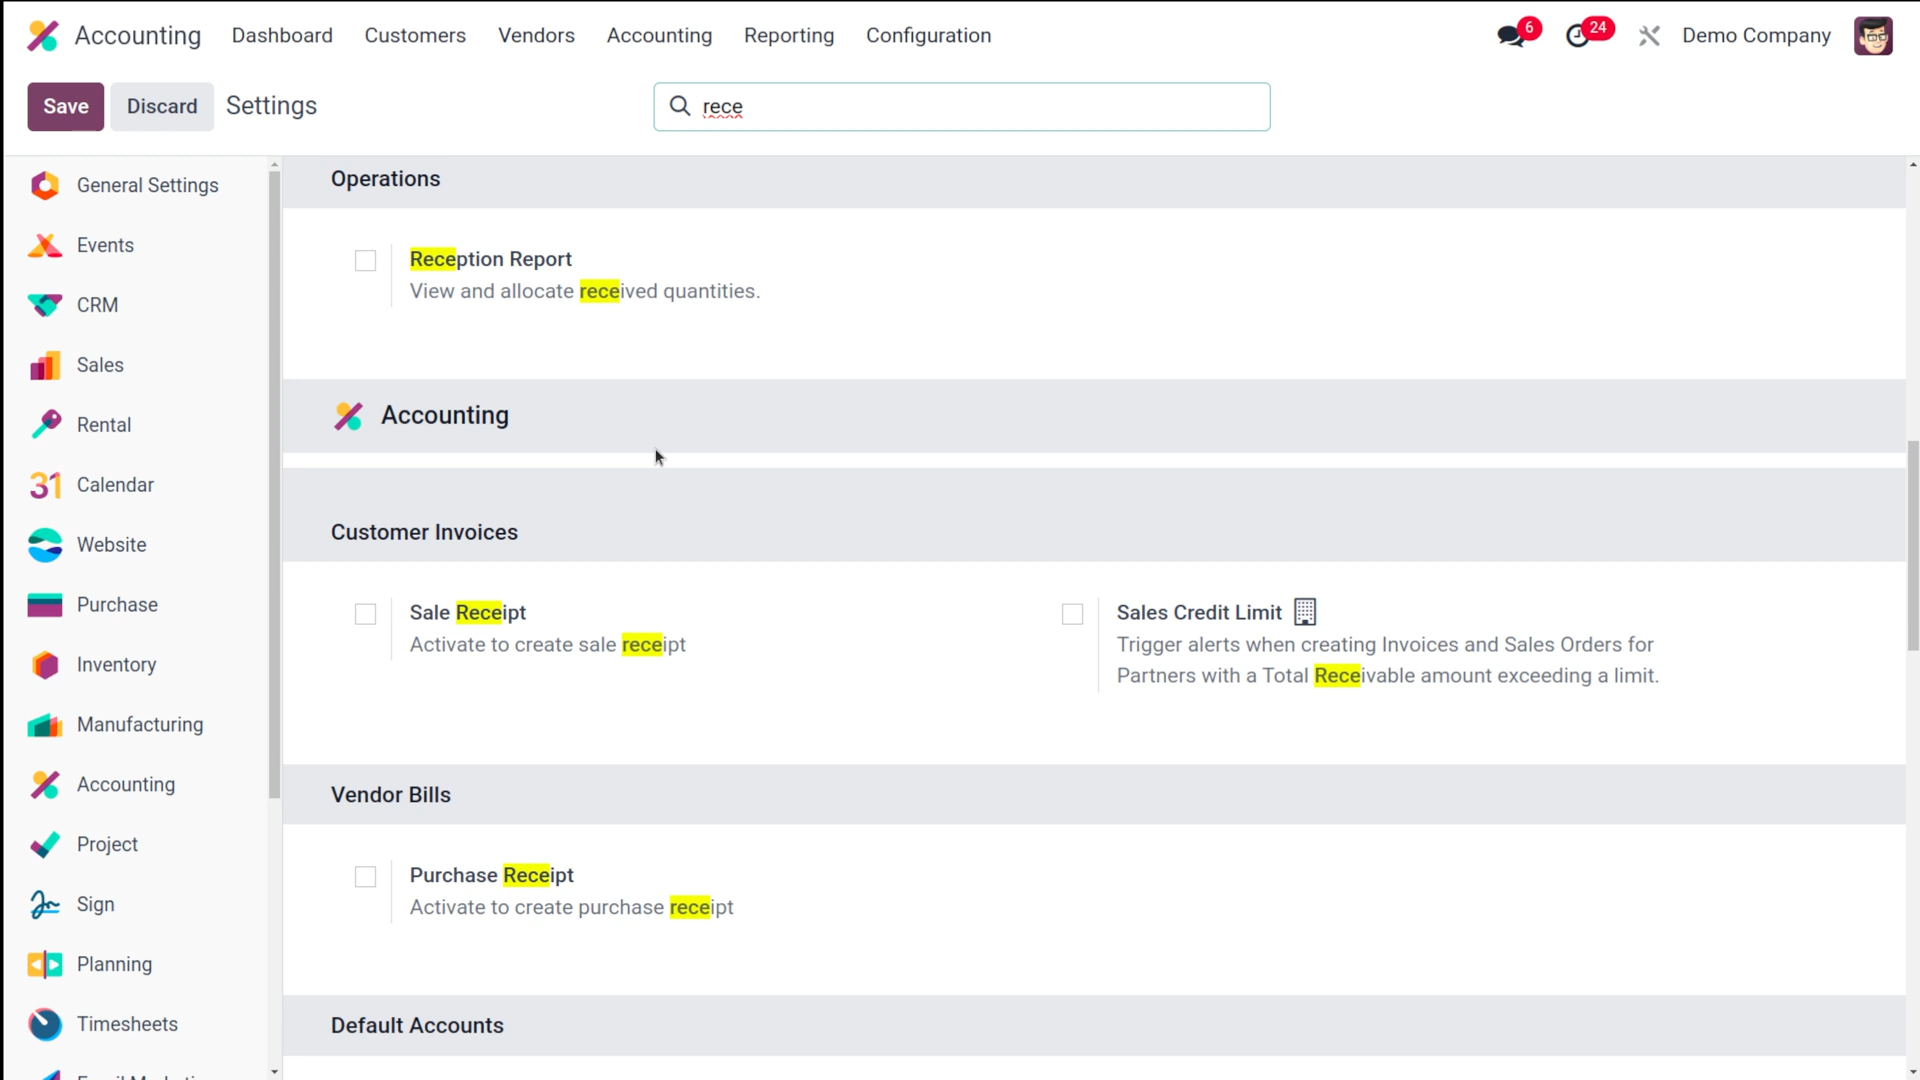 Accounting Dashboard Customers Vendors Accounting Reporting Configuration 6 24 Demo Company
Save Discard Settings rece
General Settings
Events
CRM
Sales
Rental
31 Calendar
Website
Purchase
Inventory
Manufacturing
Accounting
Project
Sign
Planning
Timesheets
Operations
Reception Report
View and allocate received quantities.
Accounting
Customer Invoices
Sale Receipt
Activate to create sale receipt
Sales Credit Limit
Trigger alerts when creating Invoices and Sales Orders for
Partners with a Total Receivable amount exceeding a limit.
Vendor Bills
Purchase Receipt
Activate to create purchase receipt
Default Accounts